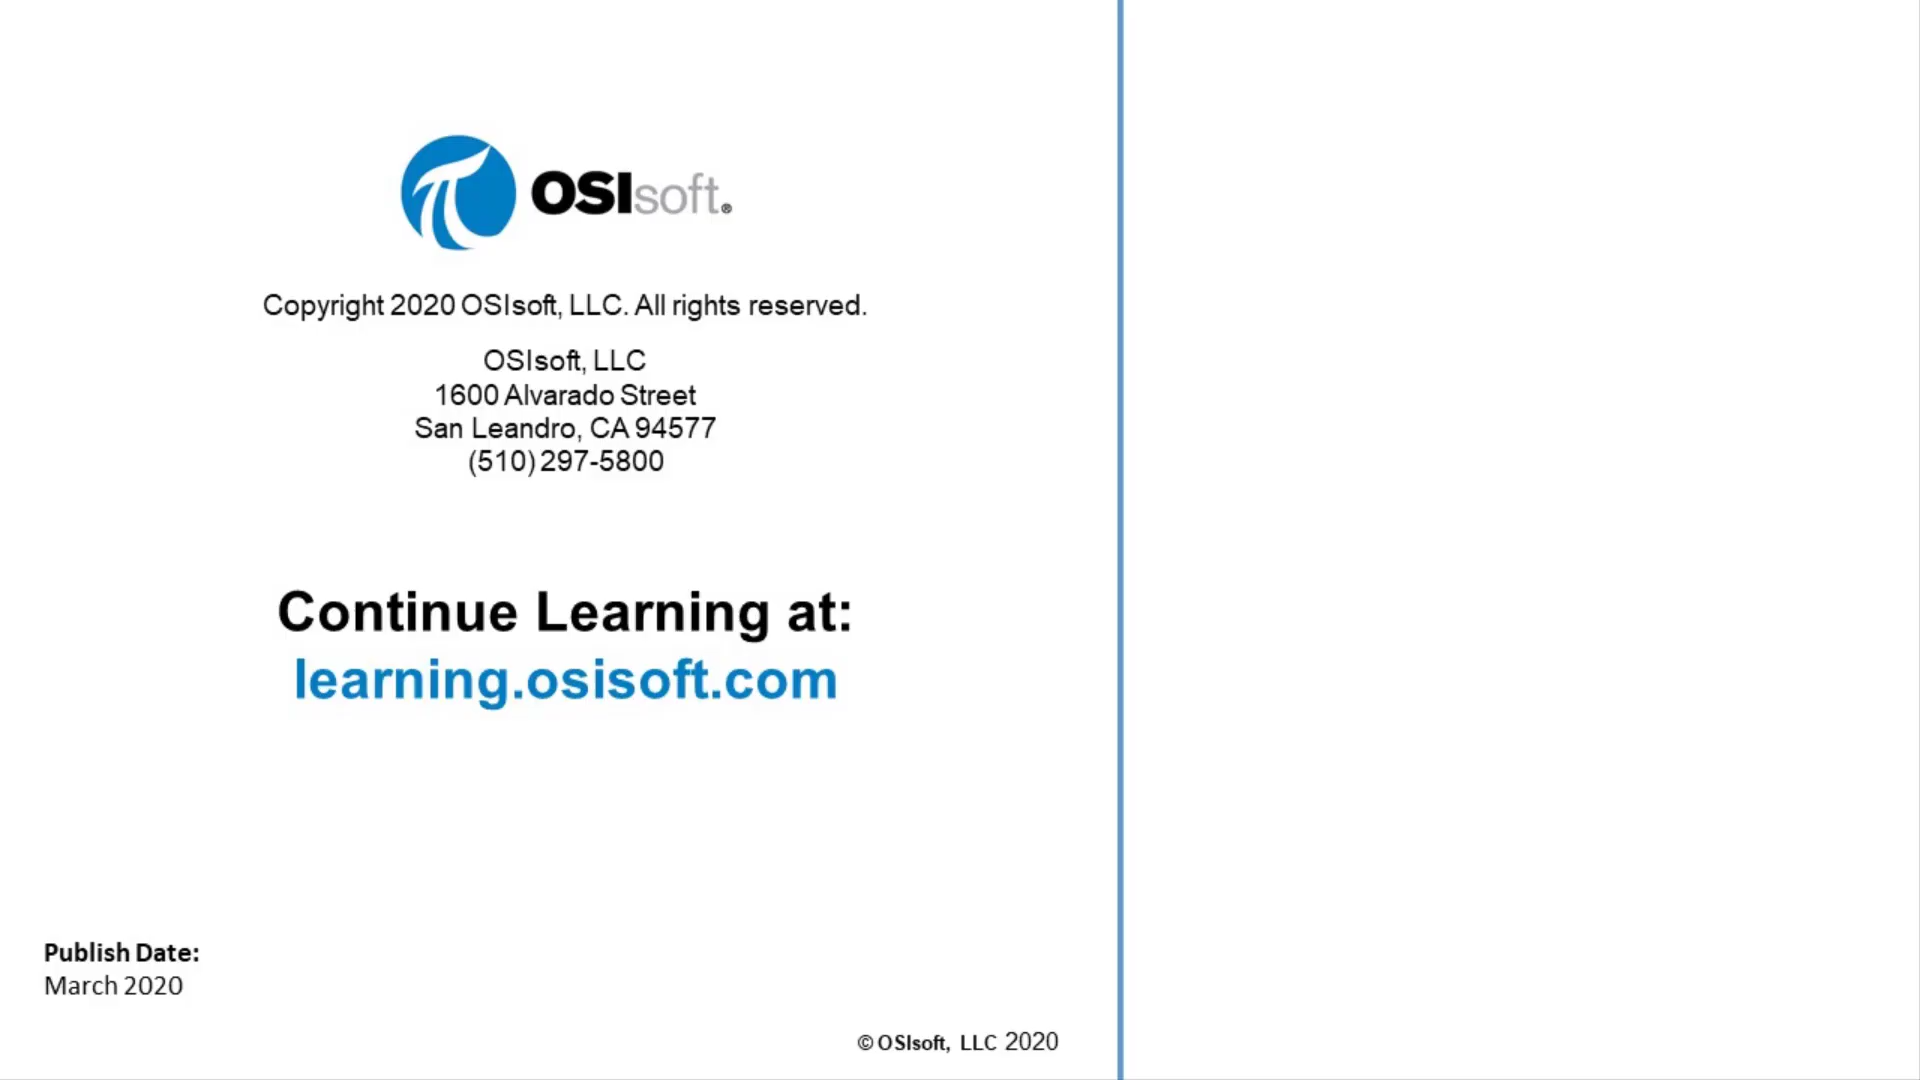 OSIsoft®
Copyright 2020 OSIsoft, LLC. All rights reserved.
OSIsoft, LLC
1600 Alvarado Street
San Leandro, CA 94577
(510) 297-5800
Continue Learning at:
learning.osisoft.com
Publish Date:
March 2020
© OSIsoft, LLC 2020